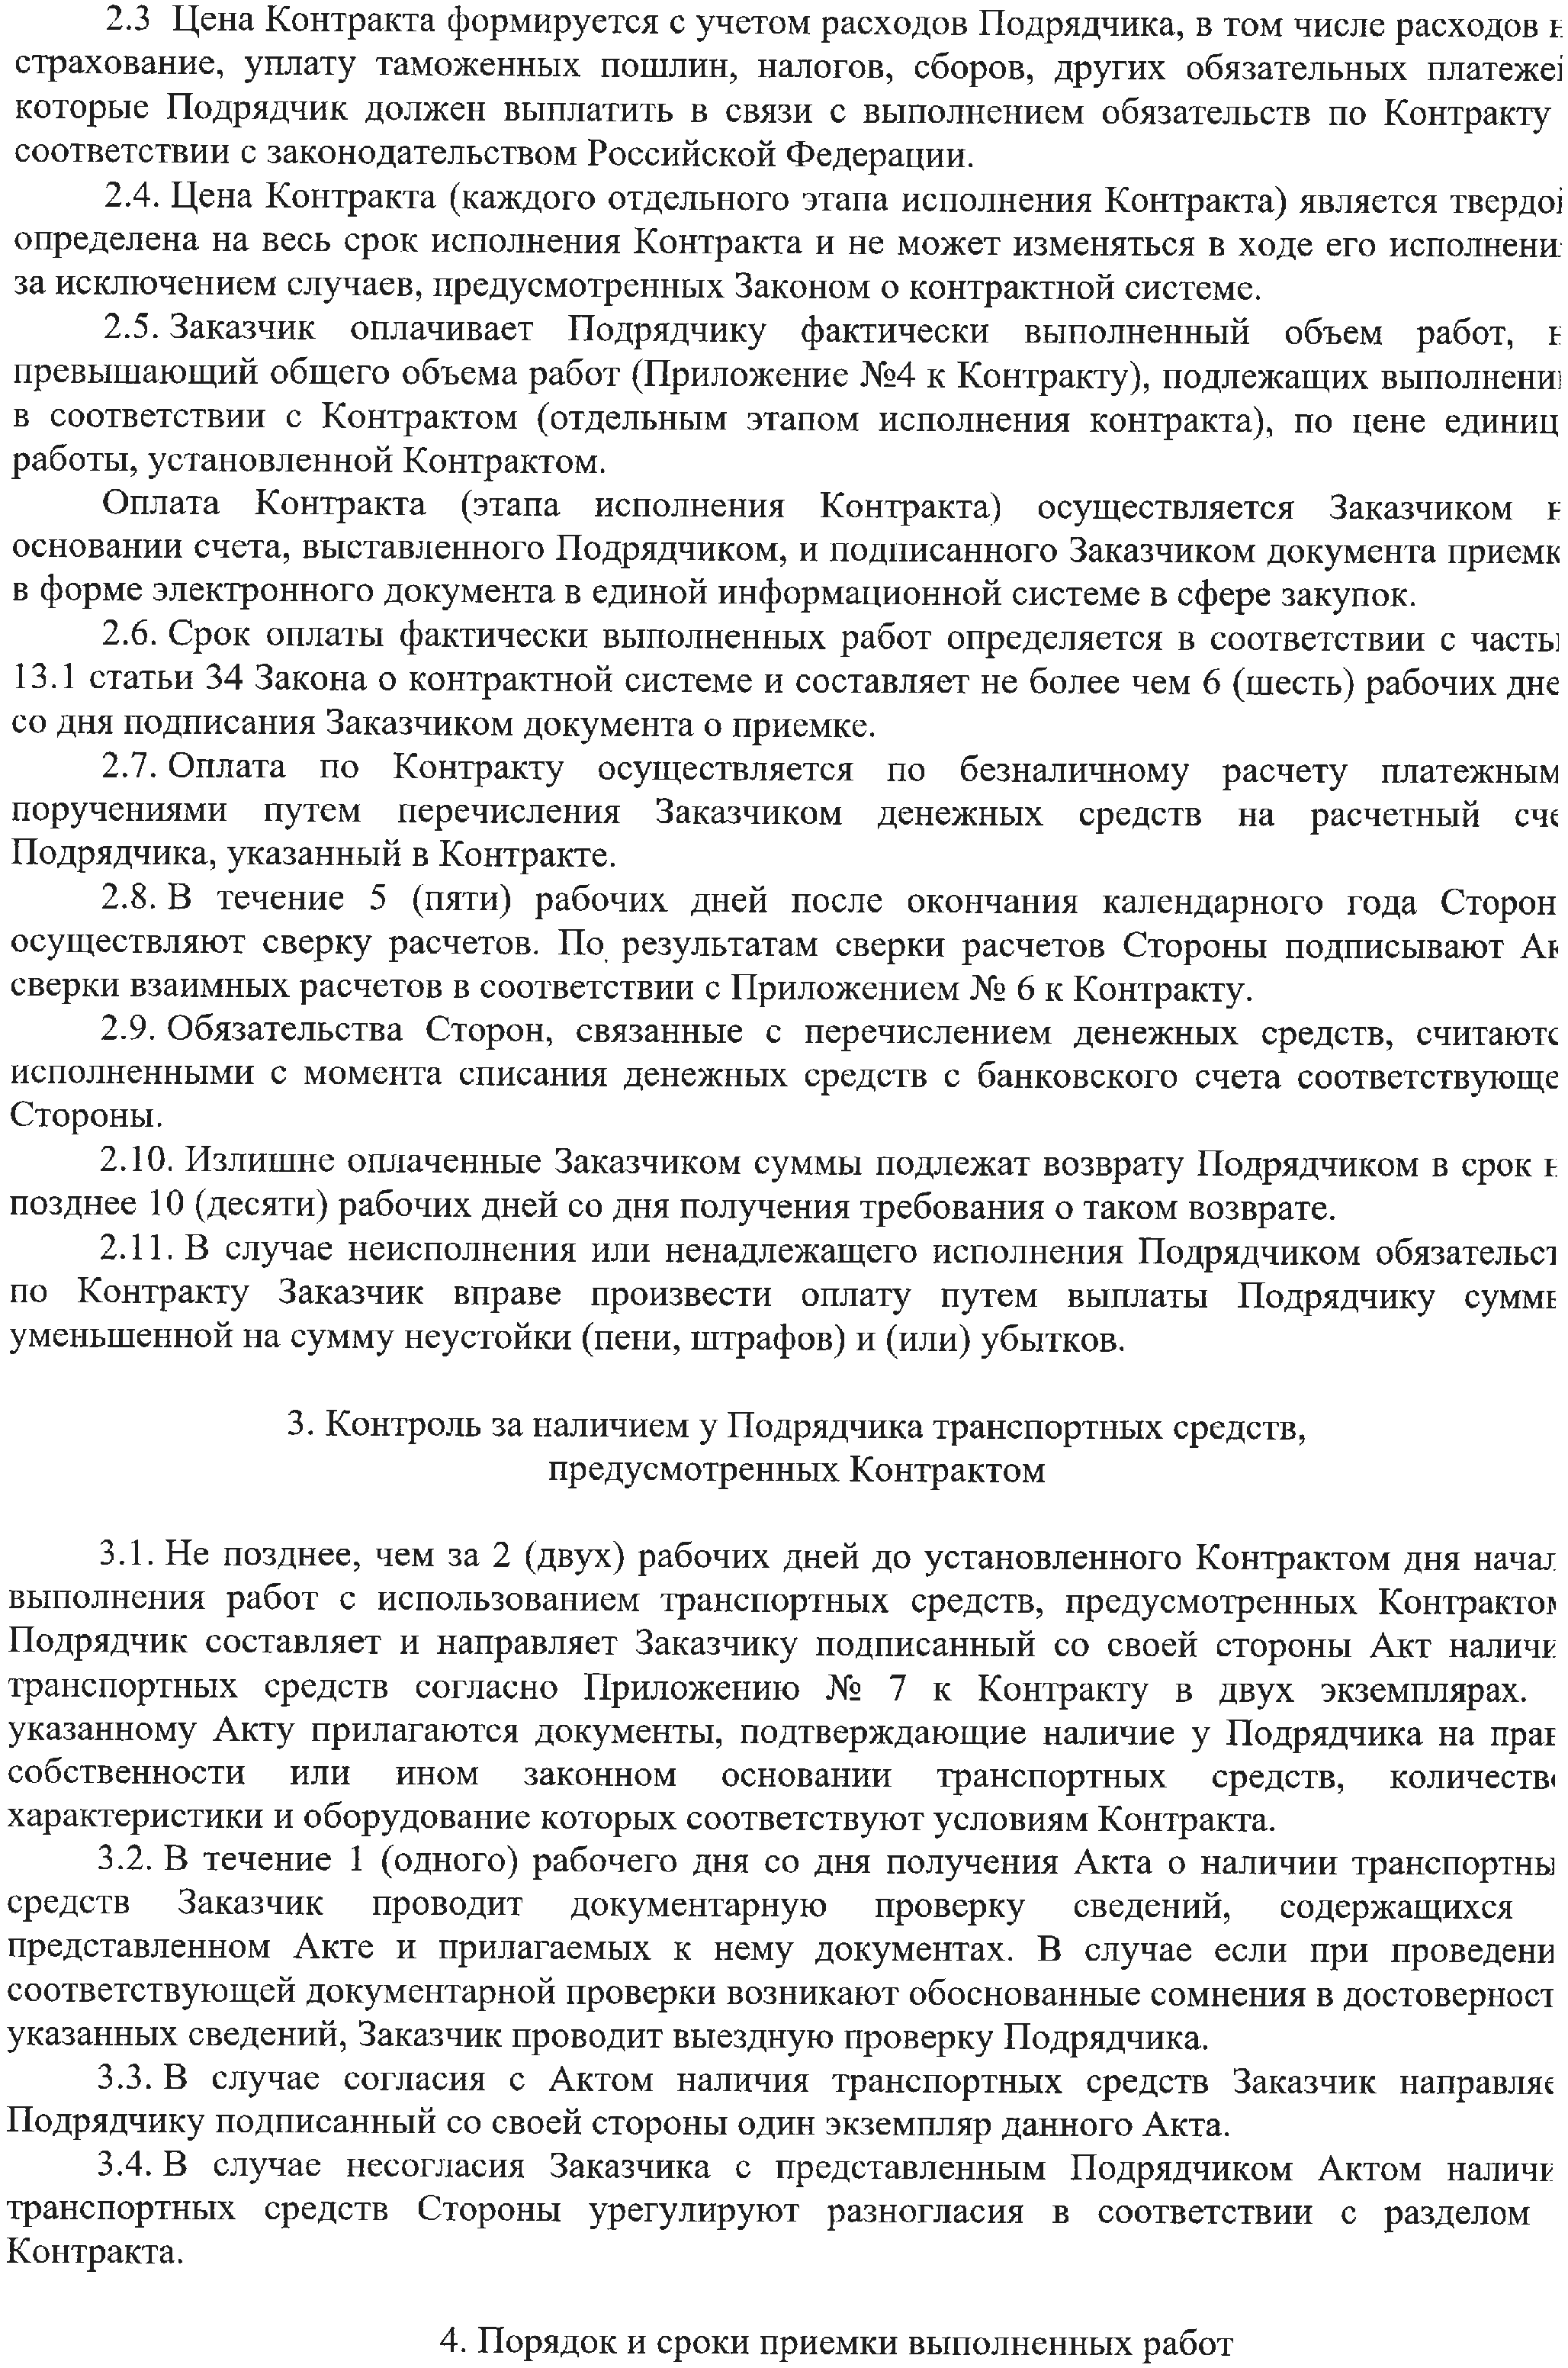 2.3 Цена Контракта формируется с учетом расходов Подрядчика, в том числе расходов
страхование, уплату таможенных пошлин, налогов, сборов, других обязательных платеже
которые Подрядчик должен выплатить в связи с выполнением обязательств по Контракту
соответствии с законодательством Российской Федерации.
2.4. Цена Контракта (каждого отдельного этапа исполнения Контракта) является твердо
определена на весь срок исполнения Контракта и не может изменяться в ходе его исполнени
за исключением случаев, предусмотренных Законом о контрактной системе.
2.5. Заказчик оплачивает Подрядчику фактически выполненный объем работ,
превышающий общего объема работ (Приложение №4 к Контракту), подлежащих выполнени
в соответствии с Контрактом (отдельным этапом исполнения контракта), по цене единиц
работы, установленной Контрактом.
Оплата Контракта (этапа исполнения Контракта) осуществляется Заказчиком
основании счета, выставленного Подрядчиком, и подписанного Заказчиком документа приемк
в форме электронного документа в единой информационной системе в сфере закупок.
2.6. Срок оплаты фактически выполненных работ определяется в соответствии с часть
13.1 статьи 34 Закона о контрактной системе и составляет не более чем 6 (шесть) рабочих дне
со дня подписания Заказчиком документа о приемке.
2.7. Оплата по Контракту осуществляется по безналичному расчету платежным
поручениями путем перечисления Заказчиком денежных средств на расчетный сче
Подрядчика, указанный в Контракте.
2.8. В течение 5 (пяти) рабочих дней после окончания календарного года Сторон
осуществляют сверку расчетов. По результатам сверки расчетов Стороны подписывают Ак
сверки взаимных расчетов в соответствии с Приложением № 6 к Контракту.
2.9. Обязательства Сторон, связанные с перечислением денежных средств, считаютс
исполненными с момента списания денежных средств с банковского счета соответствующе
Стороны.
2.10. Излишне оплаченные Заказчиком суммы подлежат возврату Подрядчиком в срок
позднее 10 (десяти) рабочих дней со дня получения требования о таком возврате.
2.11. В случае неисполнения или ненадлежащего исполнения Подрядчиком обязательст
по Контракту Заказчик вправе произвести оплату путем выплаты Подрядчику суммы
уменьшенной на сумму неустойки (пени, штрафов) и (или) убытков.
3. Контроль за наличием у Подрядчика транспортных средств,
предусмотренных Контрактом
3.1. Не позднее, чем за 2 (двух) рабочих дней до установленного Контрактом дня начал
выполнения работ с использованием транспортных средств, предусмотренных Контрактом
Подрядчик составляет и направляет Заказчику подписанный со своей стороны Акт наличи
транспортных средств согласно Приложению № 7 к Контракту в двух экземплярах.
указанному Акту прилагаются документы, подтверждающие наличие у Подрядчика на прав
собственности или ином законном основании транспортных средств, количеств
характеристики и оборудование которых соответствуют условиям Контракта.
3.2. В течение 1 (одного) рабочего дня со дня получения Акта о наличии транспортны
средств Заказчик проводит документарную проверку сведений, содержащихся
представленном Акте и прилагаемых к нему документах. В случае если при проведени
соответствующей документарной проверки возникают обоснованные сомнения в достоверност
указанных сведений, Заказчик проводит выездную проверку Подрядчика.
3.3. В случае согласия с Актом наличия транспортных средств Заказчик направляе
Подрядчику подписанный со своей стороны один экземпляр данного Акта.
3.4. В случае несогласия Заказчика с представленным Подрядчиком Актом наличи
транспортных средств Стороны урегулируют разногласия в соответствии с разделом
Контракта.
4. Порядок и сроки приемки выполненных работ